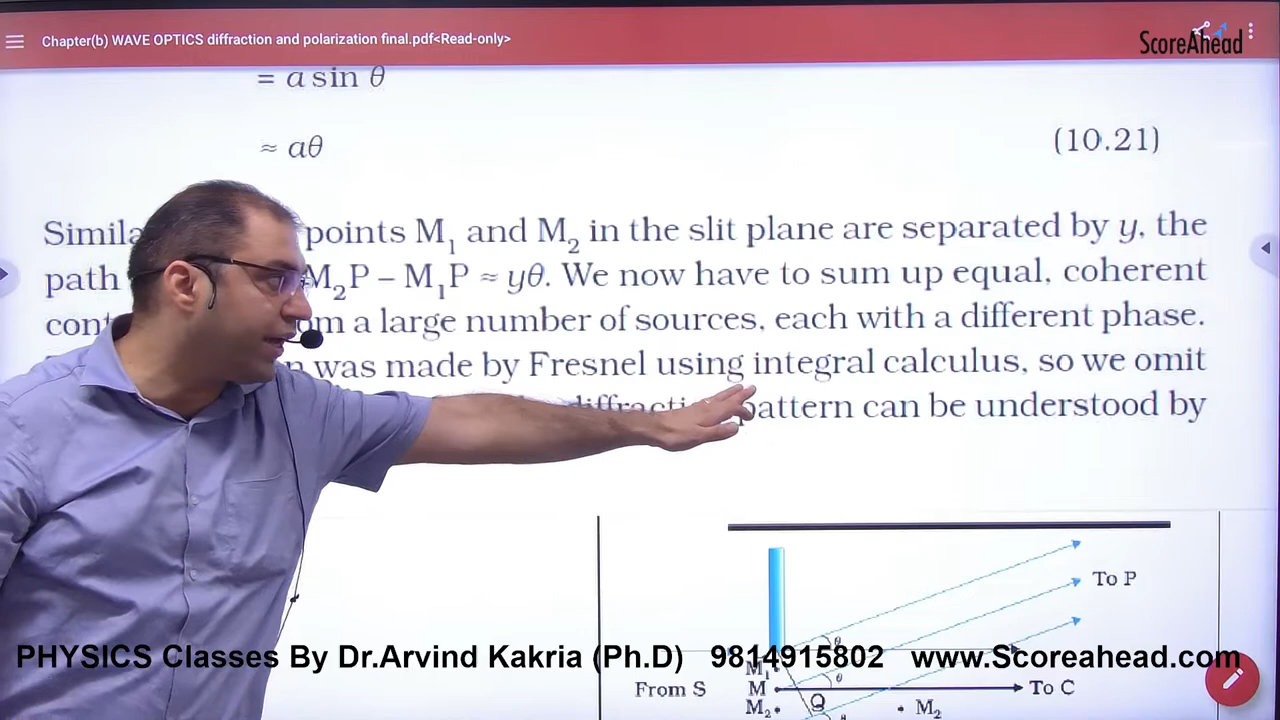 Chapter(b) WAVE OPTICS diffraction and polarization final.pdf<Read-only>
ScoreAhead
= a sin θ
≈ aθ (10.21)
points M₁ and M₂ in the slit plane are separated by y, the
path M₂P – M₁P ≈ yθ. We now have to sum up equal, coherent
a large number of sources, each with a different phase.
was made by Fresnel using integral calculus, so we omit
pattern can be understood by
To P
θ
θ
M₁
From S M To C
Q
M₂ M₂
PHYSICS Classes By Dr.Arvind Kakria (Ph.D) 9814915802 www.Scoreahead.com